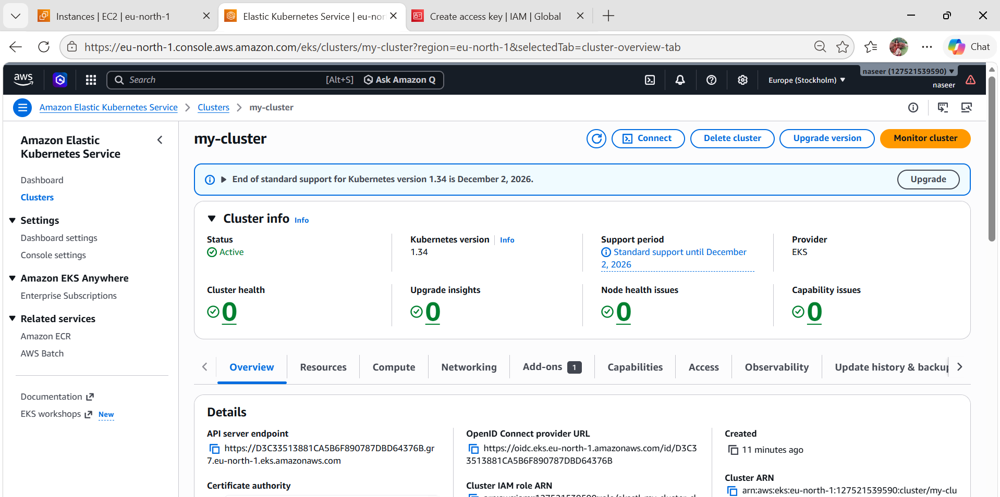 Instances | EC2 | eu-north-1
Elastic Kubernetes Service | eu-nor
Create access key | IAM | Global
https://eu-north-1.console.aws.amazon.com/eks/clusters/my-cluster?region=eu-north-1&selectedTab=cluster-overview-tab
Chat
aws
Search
[Alt+S]
Ask Amazon Q
Europe (Stockholm)
naseer (127521539590)
naseer
Amazon Elastic Kubernetes Service
Clusters
my-cluster
Amazon Elastic
Kubernetes Service
Dashboard
Clusters
Settings
Dashboard settings
Console settings
Amazon EKS Anywhere
Enterprise Subscriptions
Related services
Amazon ECR
AWS Batch
Documentation
EKS workshops New
my-cluster
Connect
Delete cluster
Upgrade version
Monitor cluster
End of standard support for Kubernetes version 1.34 is December 2, 2026.
Upgrade
Cluster info Info
Status
Active
Kubernetes version Info
1.34
Support period
Standard support until December
2, 2026
Provider
EKS
Cluster health
0
Upgrade insights
0
Node health issues
0
Capability issues
0
Overview
Resources
Compute
Networking
Add-ons 1
Capabilities
Access
Observability
Update history & backup
Details
API server endpoint
https://D3C33513881CA5B6F890787DBD64376B.gr
7.eu-north-1.eks.amazonaws.com
Certificate authority
OpenID Connect provider URL
https://oidc.eks.eu-north-1.amazonaws.com/id/D3C3
3513881CA5B6F890787DBD64376B
Cluster IAM role ARN
Created
11 minutes ago
Cluster ARN
arn:aws:eks:eu-north-1:127521539590:cluster/my-clu